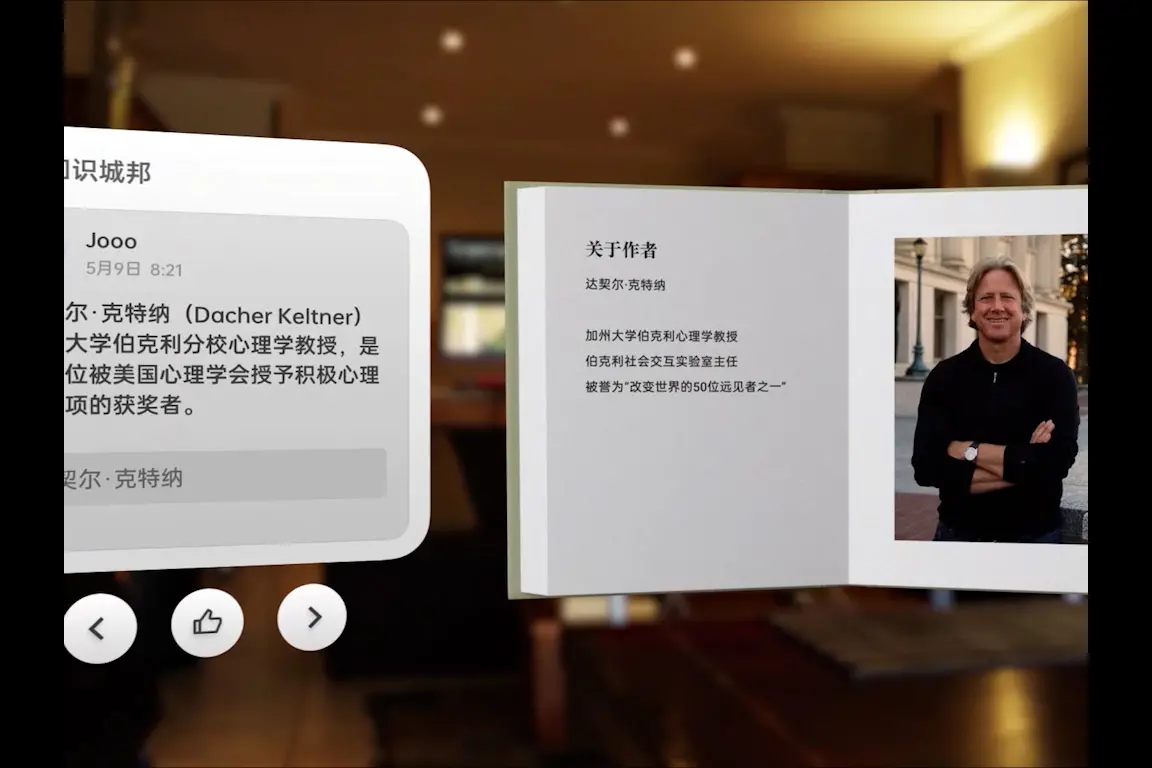 识城邦
Jooo
5月9日 8:21
尔·克特纳（Dacher Keltner）
大学伯克利分校心理学教授，是
位被美国心理学会授予积极心理
项的获奖者。
契尔·克特纳
关于作者
达契尔·克特纳
加州大学伯克利心理学教授
伯克利社会交互实验室主任
被誉为“改变世界的50位远见者之一”